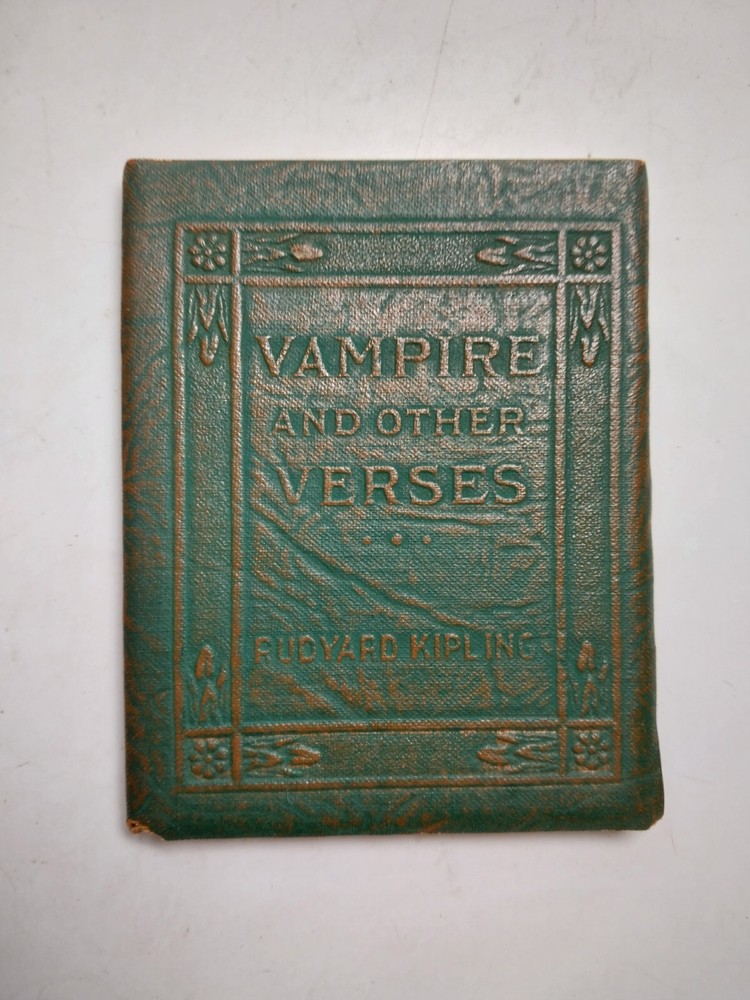 VAMPIRE
AND OTHER
VERSES
RUDYARD KIPLING